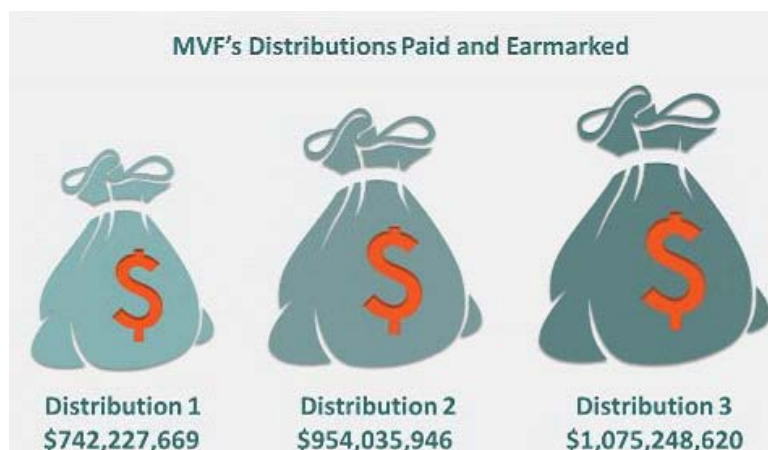 MVF's Distributions Paid and Earmarked
$
$
$
Distribution 1
$742,227,669
Distribution 2
$954,035,946
Distribution 3
$1,075,248,620